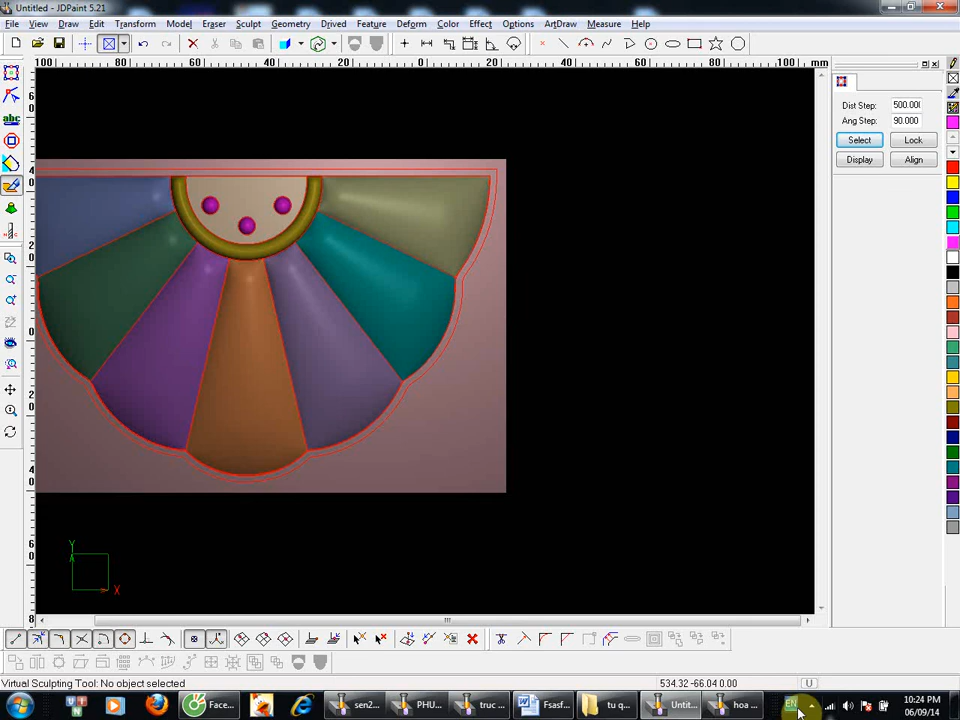 Untitled - JDPaint 5.21
File View Draw Edit Transform Model Eraser Sculpt Geometry Tredid Feature Deform Color Effect Options ArtDraw Measure Help
100 80 60 40 20 0 20 40 60 80 100 mm
abc
Dist Step: 500.00
Ang Step: 90.000
Select Lock
Display Align
Y
X
Virtual Sculpting Tool: No object selected
534.32 -66.04 0.00
U
Face... sen2... PHU... truc ... Fsasf... tu q... Untit... hoa ...
EN
10:24 PM
06/09/14